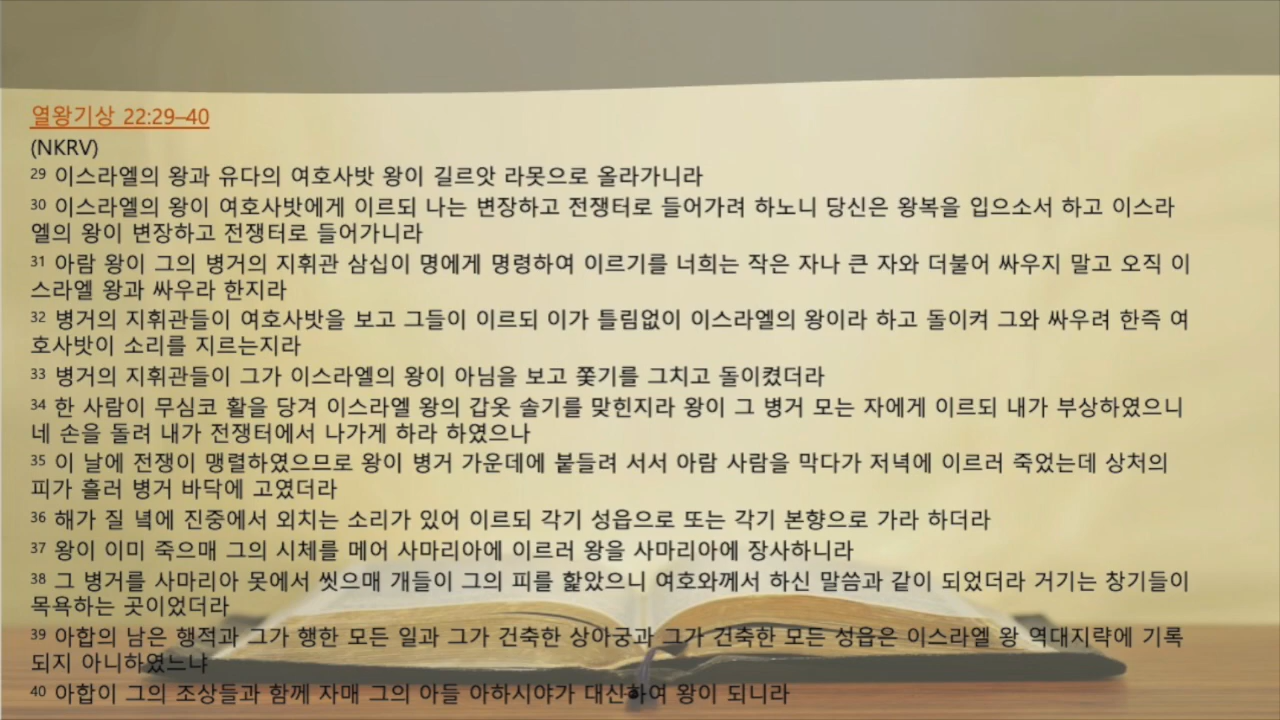 열왕기상 22:29–40
(NKRV)
29 이스라엘의 왕과 유다의 여호사밧 왕이 길르앗 라못으로 올라가니라
30 이스라엘의 왕이 여호사밧에게 이르되 나는 변장하고 전쟁터로 들어가려 하노니 당신은 왕복을 입으소서 하고 이스라
엘의 왕이 변장하고 전쟁터로 들어가니라
31 아람 왕이 그의 병거의 지휘관 삼십이 명에게 명령하여 이르기를 너희는 작은 자나 큰 자와 더불어 싸우지 말고 오직 이
스라엘 왕과 싸우라 한지라
32 병거의 지휘관들이 여호사밧을 보고 그들이 이르되 이가 틀림없이 이스라엘의 왕이라 하고 돌이켜 그와 싸우려 한즉 여
호사밧이 소리를 지르는지라
33 병거의 지휘관들이 그가 이스라엘의 왕이 아님을 보고 쫓기를 그치고 돌이켰더라
34 한 사람이 무심코 활을 당겨 이스라엘 왕의 갑옷 솔기를 맞힌지라 왕이 그 병거 모는 자에게 이르되 내가 부상하였으니
네 손을 돌려 내가 전쟁터에서 나가게 하라 하였으나
35 이 날에 전쟁이 맹렬하였으므로 왕이 병거 가운데에 붙들려 서서 아람 사람을 막다가 저녁에 이르러 죽었는데 상처의
피가 흘러 병거 바닥에 고였더라
36 해가 질 녘에 진중에서 외치는 소리가 있어 이르되 각기 성읍으로 또는 각기 본향으로 가라 하더라
37 왕이 이미 죽으매 그의 시체를 메어 사마리아에 이르러 왕을 사마리아에 장사하니라
38 그 병거를 사마리아 못에서 씻으매 개들이 그의 피를 핥았으니 여호와께서 하신 말씀과 같이 되었더라 거기는 창기들이
목욕하는 곳이었더라
39 아합의 남은 행적과 그가 행한 모든 일과 그가 건축한 상아궁과 그가 건축한 모든 성읍은 이스라엘 왕 역대지략에 기록
되지 아니하였느냐
40 아합이 그의 조상들과 함께 자매 그의 아들 아하시야가 대신하여 왕이 되니라